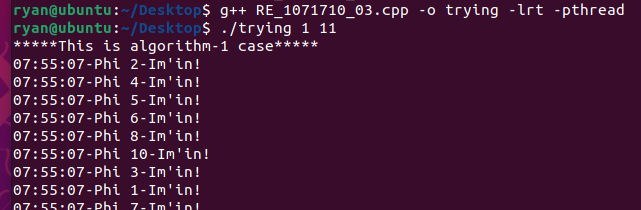 ryan@ubuntu:~/Desktop$ g++ RE_1071710_03.cpp -o trying -lrt -pthread
ryan@ubuntu:~/Desktop$ ./trying 1 11
*****This is algorithm-1 case*****
07:55:07-Phi 2-Im'in!
07:55:07-Phi 4-Im'in!
07:55:07-Phi 5-Im'in!
07:55:07-Phi 6-Im'in!
07:55:07-Phi 8-Im'in!
07:55:07-Phi 10-Im'in!
07:55:07-Phi 3-Im'in!
07:55:07-Phi 1-Im'in!
07:55:07-Phi 7-Im'in!